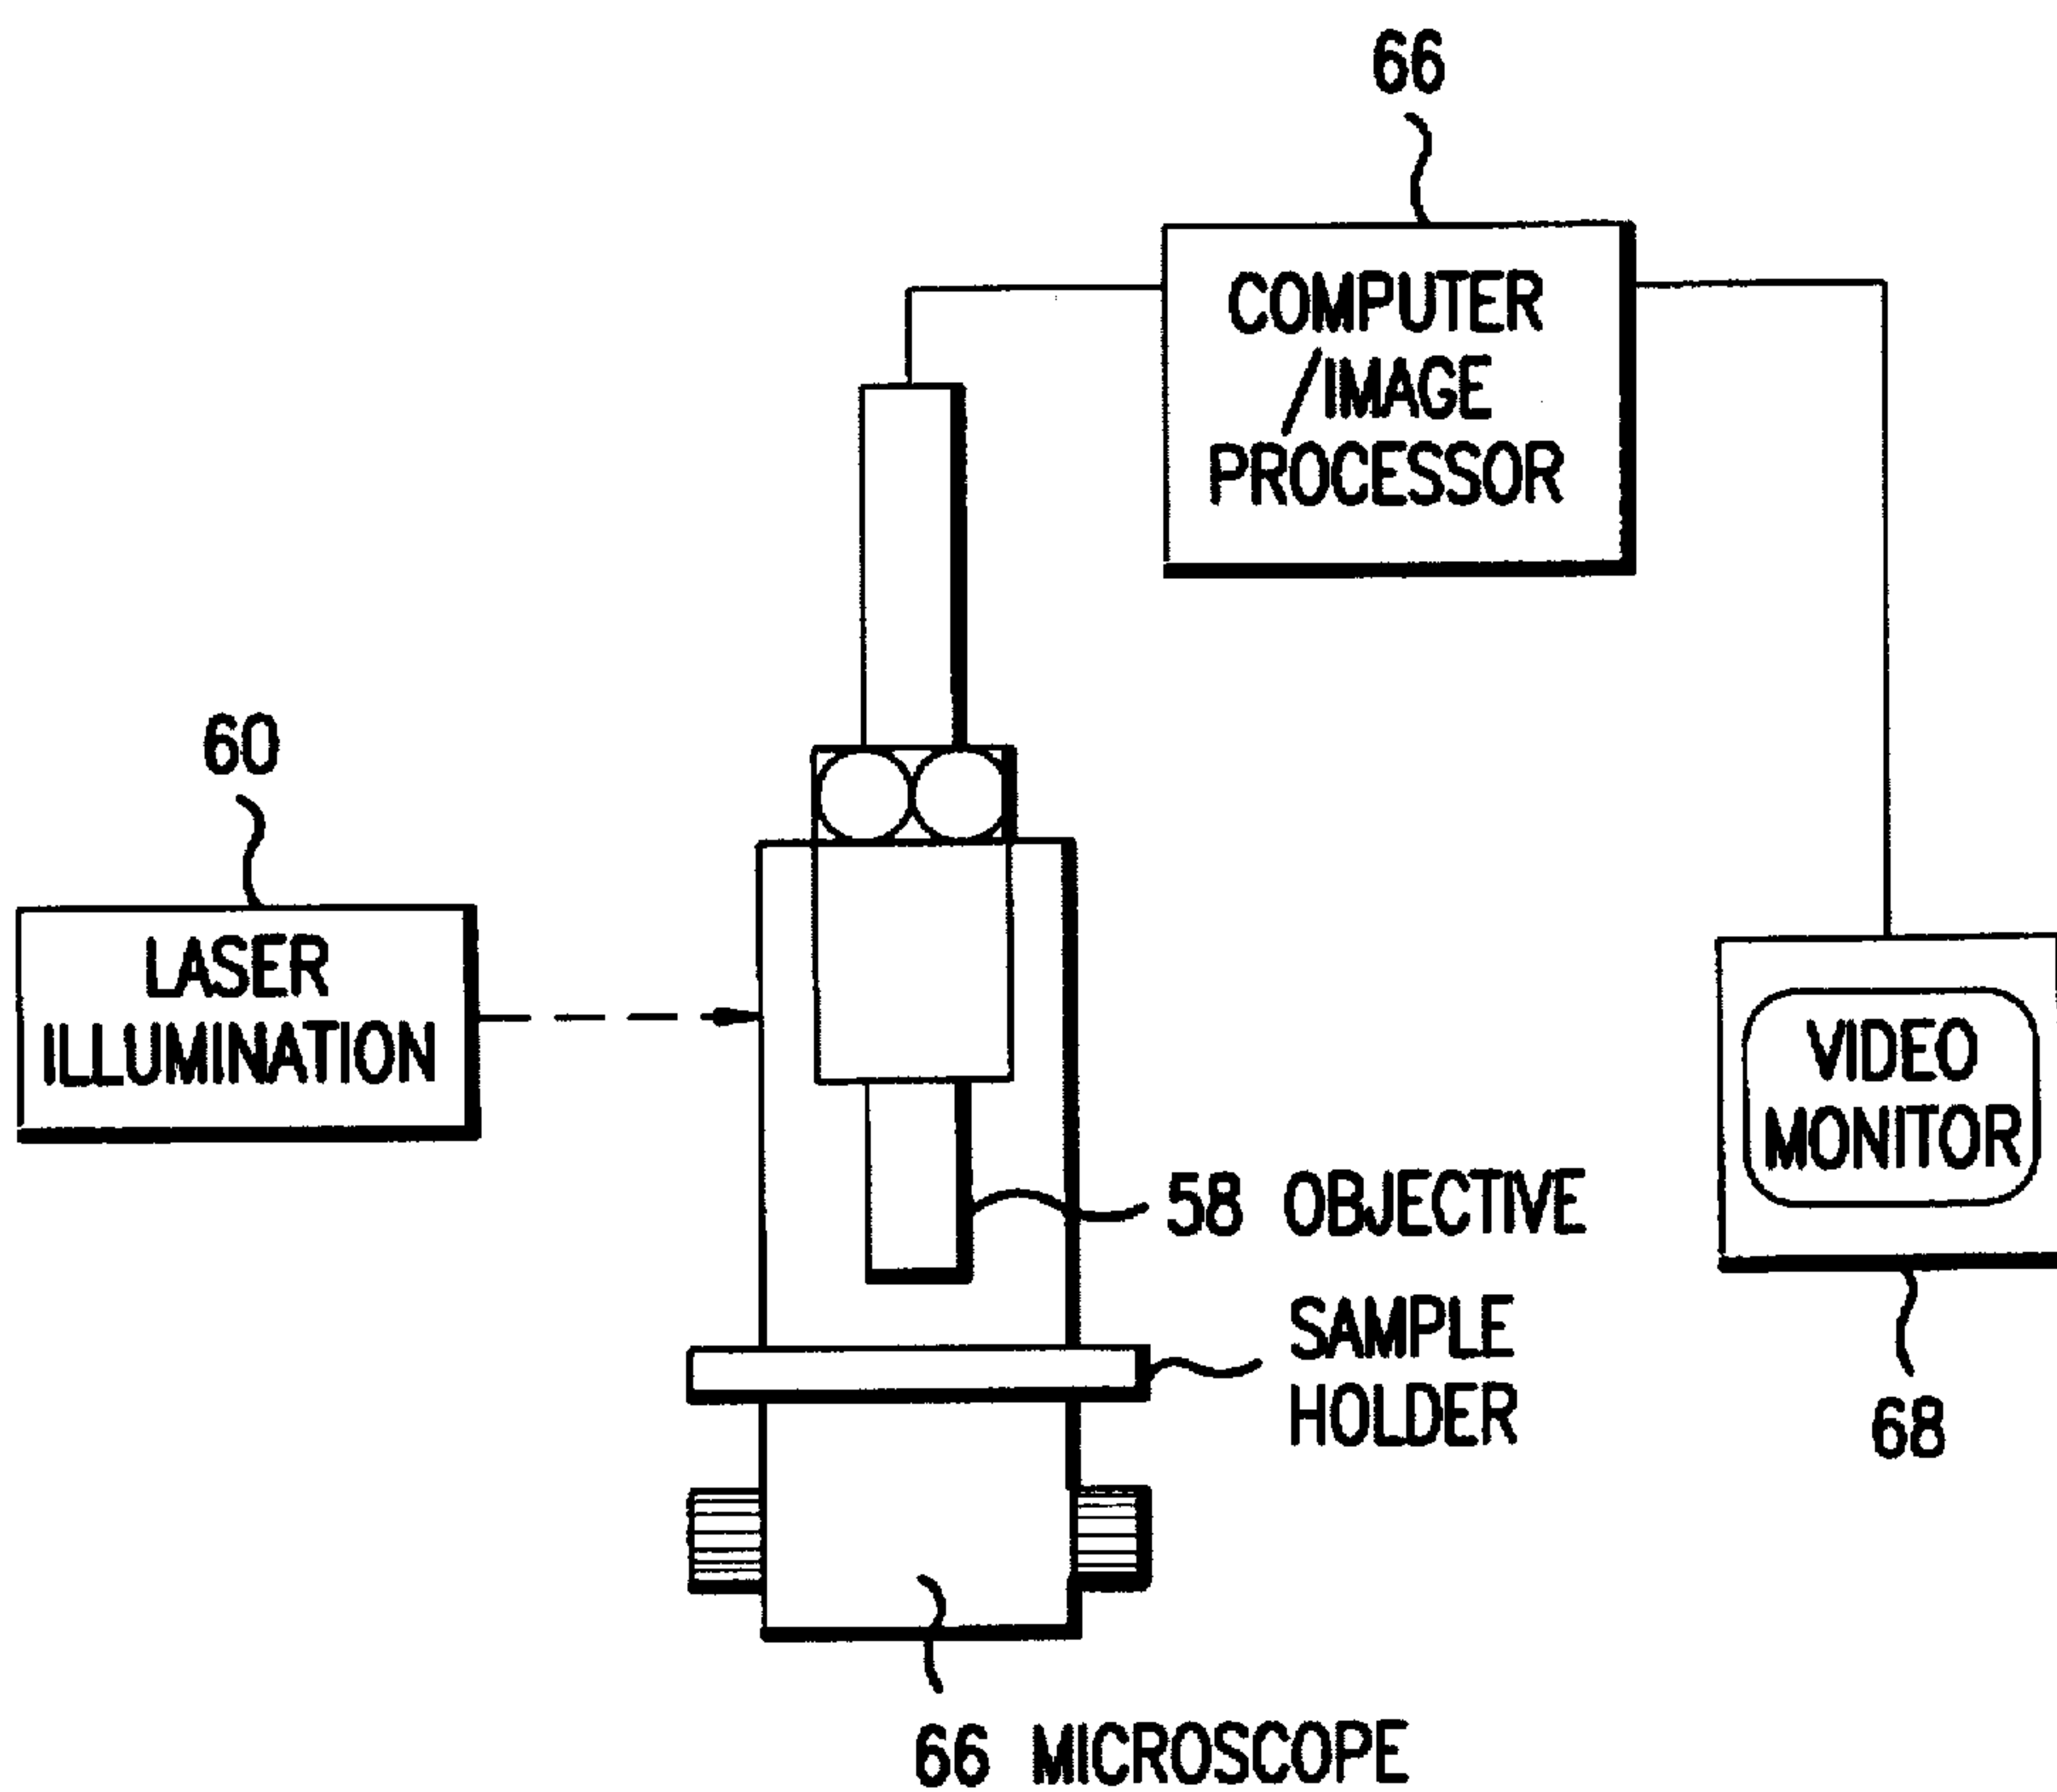 66
COMPUTER
/IMAGE
PROCESSOR
60
LASER
ILLUMINATION
VIDEO
MONITOR
58 OBJECTIVE
SAMPLE
HOLDER
68
66 MICROSCOPE